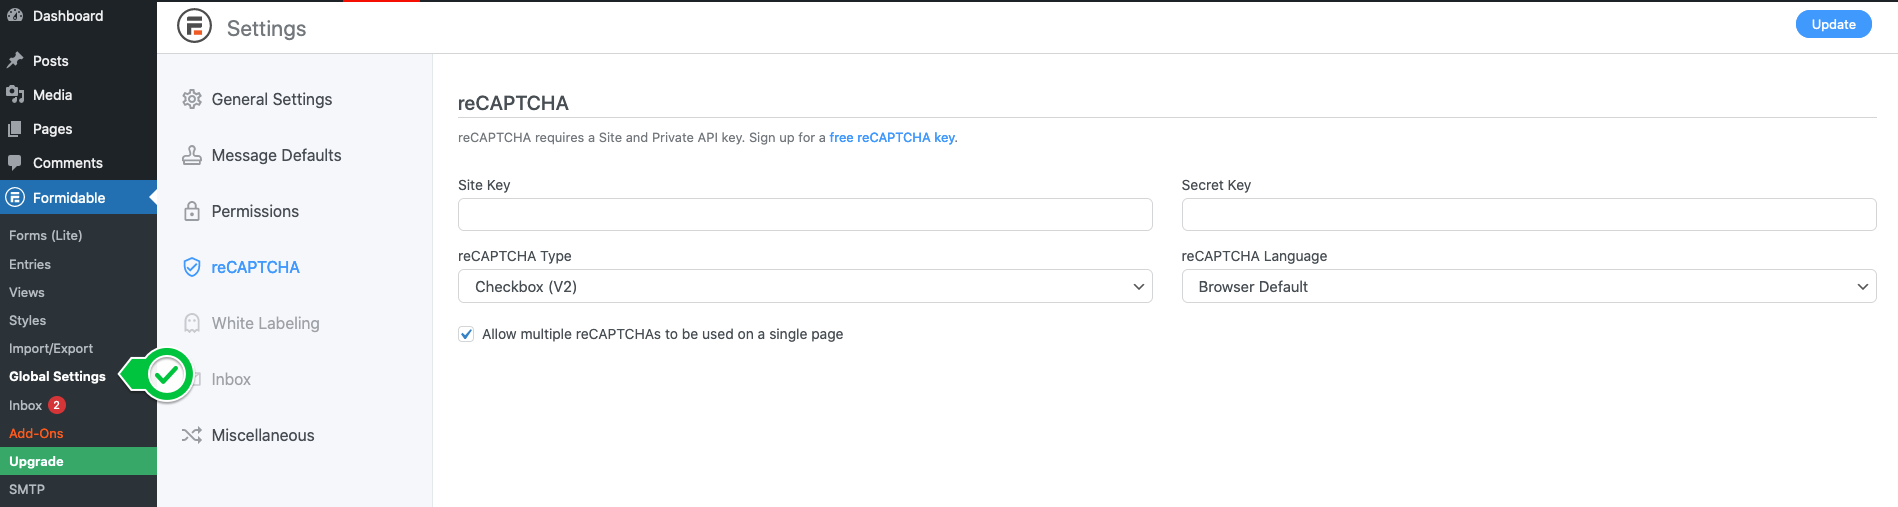 Dashboard
Posts
Media
Pages
Comments
Formidable
Forms (Lite)
Entries
Views
Styles
Import/Export
Global Settings
Inbox 2
Add-Ons
Upgrade
SMTP
Settings
Update
General Settings
Message Defaults
Permissions
reCAPTCHA
White Labeling
Inbox
Miscellaneous
reCAPTCHA
reCAPTCHA requires a Site and Private API key. Sign up for a free reCAPTCHA key.
Site Key
Secret Key
reCAPTCHA Type
reCAPTCHA Language
Checkbox (V2)
Browser Default
Allow multiple reCAPTCHAs to be used on a single page